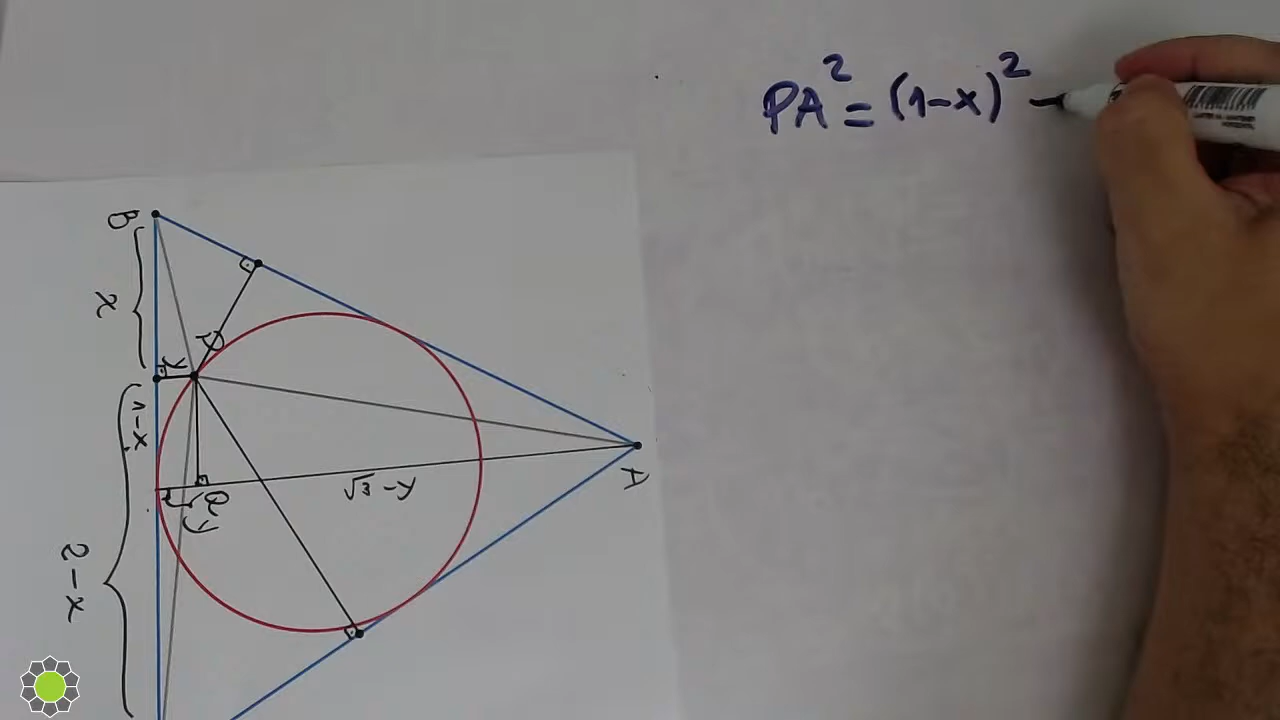 PA² = (1-x)² -
B
x
y
P
1-x
Q
y
√3 - y
A
2-x